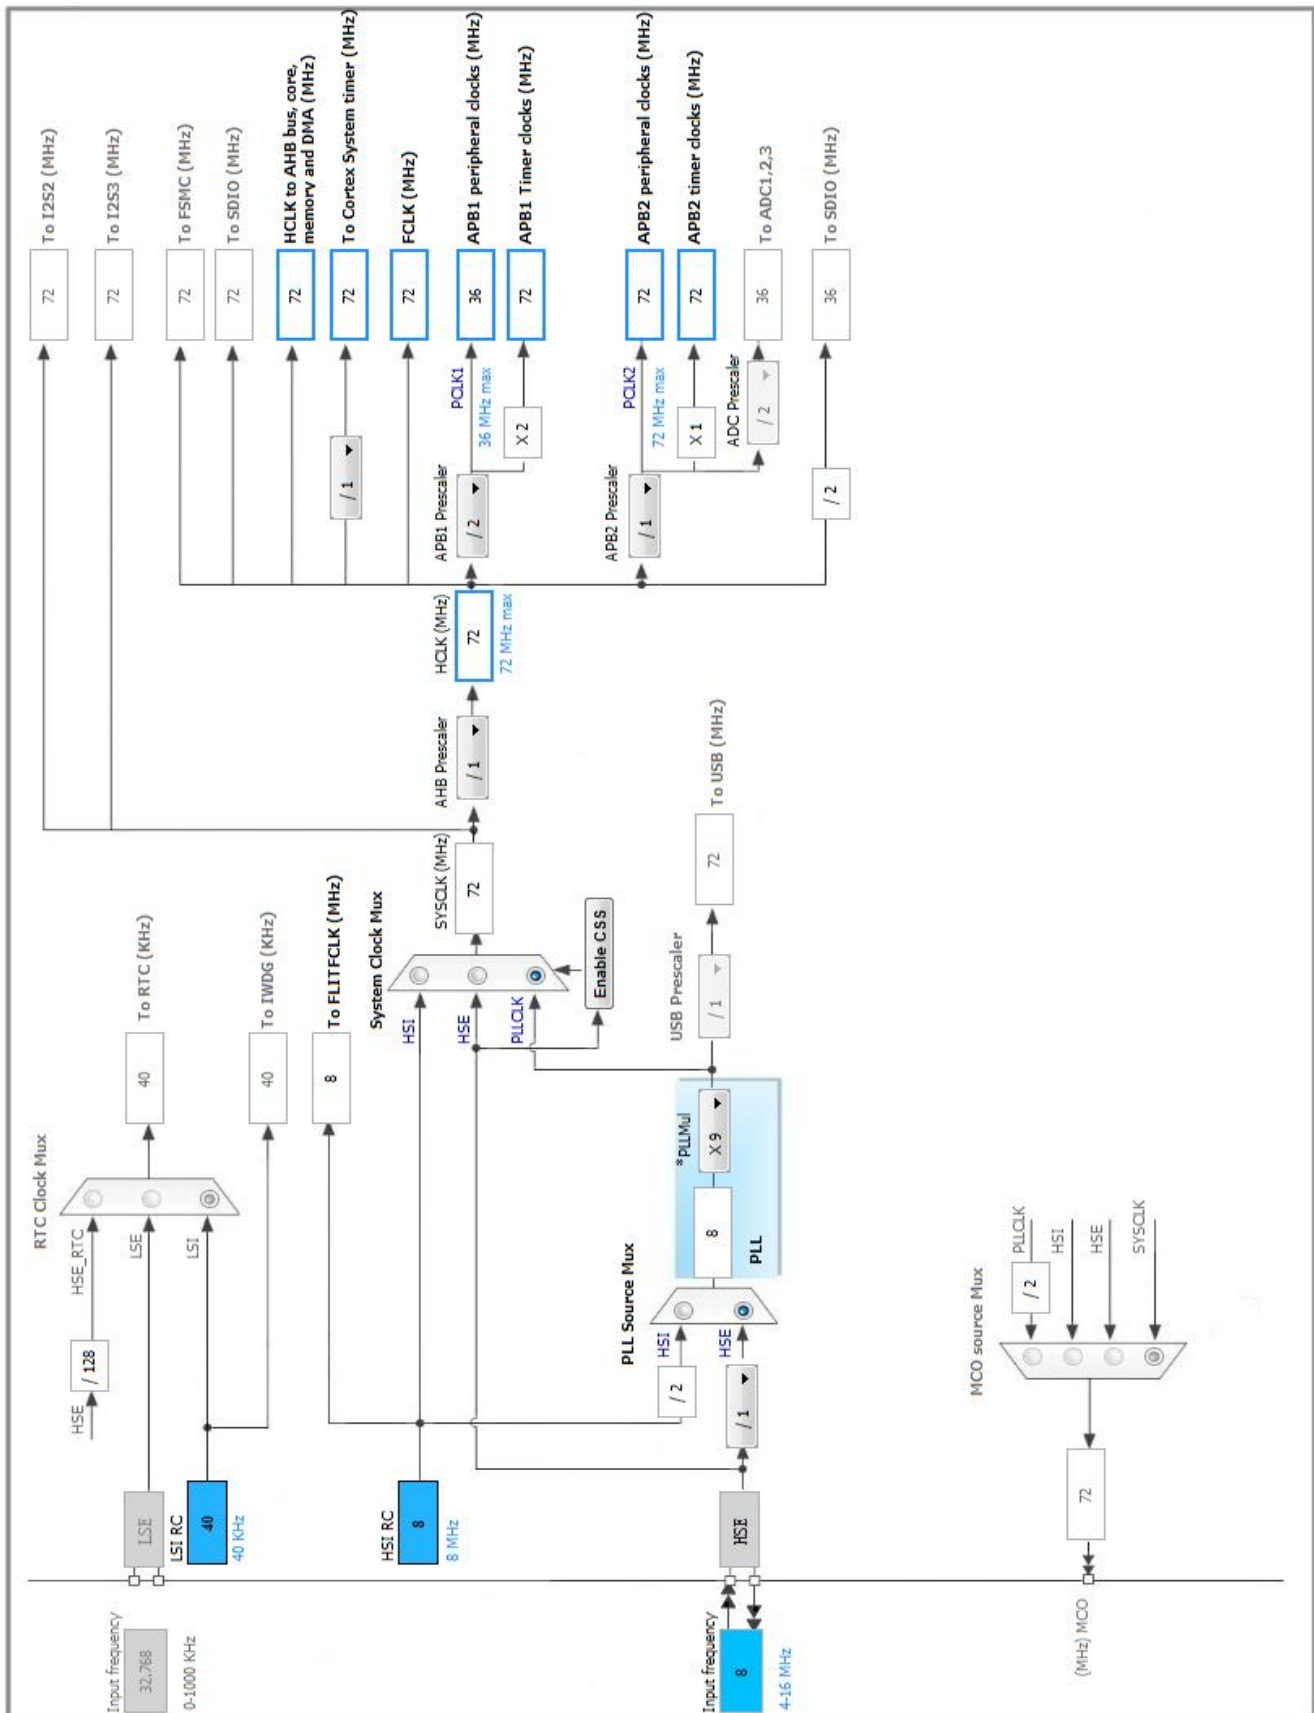 Input frequency
32.768
0-1000 KHz
LSE
LSI RC
40
40 KHz
HSE
/ 128
HSE_RTC
LSE
LSI
RTC Clock Mux
40
To RTC (KHz)
40
To IWDG (KHz)
HSI RC
8
8 MHz
8
To FLITFCLK (MHz)
System Clock Mux
HSI
HSE
PLLCLK
Enable CSS
SYSCLK (MHz)
72
AHB Prescaler
/ 1
HCLK (MHz)
72
72 MHz max
72
To I2S2 (MHz)
72
To I2S3 (MHz)
72
To FSMC (MHz)
72
To SDIO (MHz)
72
HCLK to AHB bus, core,
memory and DMA (MHz)
/ 1
72
To Cortex System timer (MHz)
72
FCLK (MHz)
APB1 Prescaler
/ 2
PCLK1
36 MHz max
36
APB1 peripheral clocks (MHz)
X 2
72
APB1 Timer clocks (MHz)
APB2 Prescaler
/ 1
PCLK2
72 MHz max
72
APB2 peripheral clocks (MHz)
X 1
72
APB2 timer clocks (MHz)
ADC Prescaler
/ 2
36
To ADC1,2,3
/ 2
36
To SDIO (MHz)
Input frequency
8
4-16 MHz
HSE
/ 1
/ 2
PLL Source Mux
HSI
HSE
8
*PLLMul
X 9
PLL
USB Prescaler
/ 1
72
To USB (MHz)
(MHz) MCO
72
MCO source Mux
/ 2
PLLCLK
HSI
HSE
SYSCLK